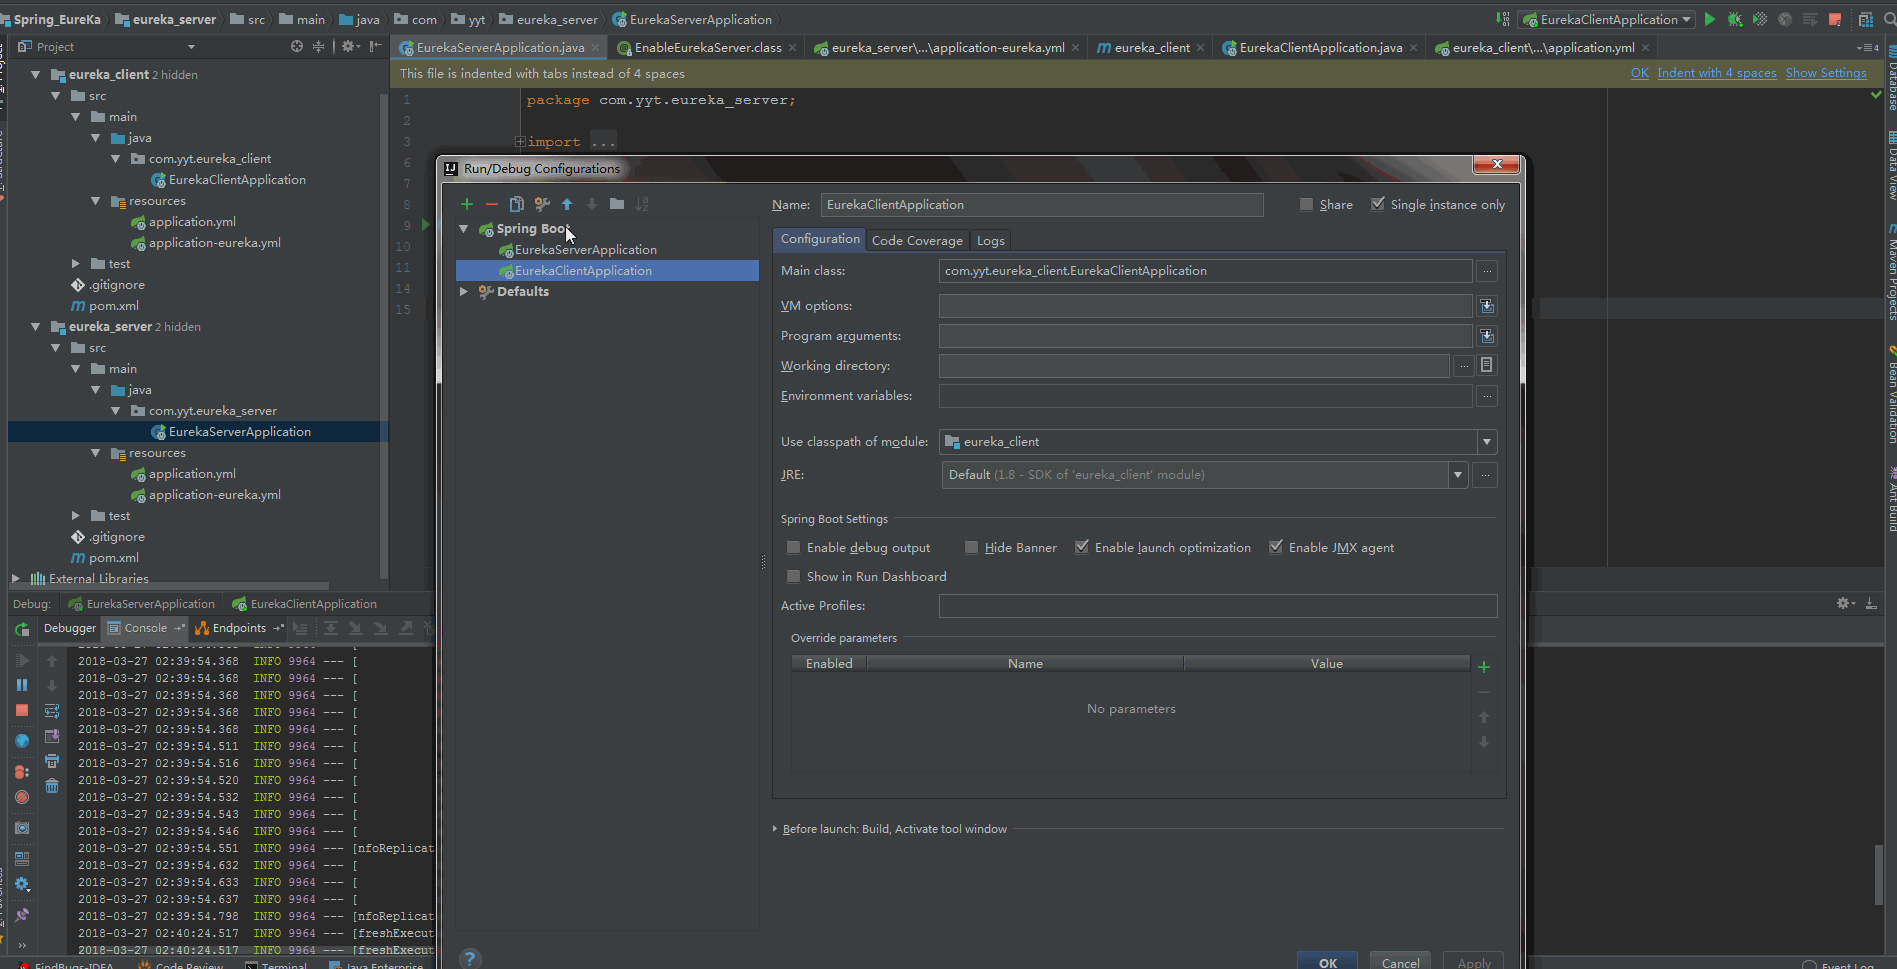 Spring_EureKa eureka_server src main java com yyt eureka_server EurekaServerApplication EurekaClientApplication
Project
EurekaServerApplication.java EnableEurekaServer.class eureka_server\...\application-eureka.yml eureka_client EurekaClientApplication.java eureka_client\...\application.yml
This file is indented with tabs instead of 4 spaces OK Indent with 4 spaces Show Settings
eureka_client 2 hidden
src
main
java
com.yyt.eureka_client
EurekaClientApplication
resources
application.yml
application-eureka.yml
test
.gitignore
pom.xml
eureka_server 2 hidden
src
main
java
com.yyt.eureka_server
EurekaServerApplication
resources
application.yml
application-eureka.yml
test
.gitignore
pom.xml
External Libraries
1 package com.yyt.eureka_server;
2
3 import ...
6
7
8
9
10
11
14
15
Run/Debug Configurations
Name: EurekaClientApplication Share Single instance only
Spring Boot
EurekaServerApplication
EurekaClientApplication
Defaults
Configuration Code Coverage Logs
Main class: com.yyt.eureka_client.EurekaClientApplication
VM options:
Program arguments:
Working directory:
Environment variables:
Use classpath of module: eureka_client
JRE: Default (1.8 - SDK of 'eureka_client' module)
Spring Boot Settings
Enable debug output Hide Banner Enable launch optimization Enable JMX agent
Show in Run Dashboard
Active Profiles:
Override parameters
Enabled Name Value
No parameters
Before launch: Build, Activate tool window
OK Cancel Apply
Debug: EurekaServerApplication EurekaClientApplication
Debugger Console Endpoints
2018-03-27 02:39:54.368 INFO 9964 --- [
2018-03-27 02:39:54.368 INFO 9964 --- [
2018-03-27 02:39:54.368 INFO 9964 --- [
2018-03-27 02:39:54.368 INFO 9964 --- [
2018-03-27 02:39:54.368 INFO 9964 --- [
2018-03-27 02:39:54.511 INFO 9964 --- [
2018-03-27 02:39:54.516 INFO 9964 --- [
2018-03-27 02:39:54.520 INFO 9964 --- [
2018-03-27 02:39:54.532 INFO 9964 --- [
2018-03-27 02:39:54.543 INFO 9964 --- [
2018-03-27 02:39:54.546 INFO 9964 --- [
2018-03-27 02:39:54.551 INFO 9964 --- [nfoReplicat
2018-03-27 02:39:54.632 INFO 9964 --- [
2018-03-27 02:39:54.633 INFO 9964 --- [
2018-03-27 02:39:54.637 INFO 9964 --- [
2018-03-27 02:39:54.798 INFO 9964 --- [nfoReplicat
2018-03-27 02:40:24.517 INFO 9964 --- [freshExecut
2018-03-27 02:40:24.517 INFO 9964 --- [freshExecut
FindBugs-IDEA Code Review Terminal Java Enterprise Event Log
Database
Data View
Maven Projects
Bean Validation
Ant Build